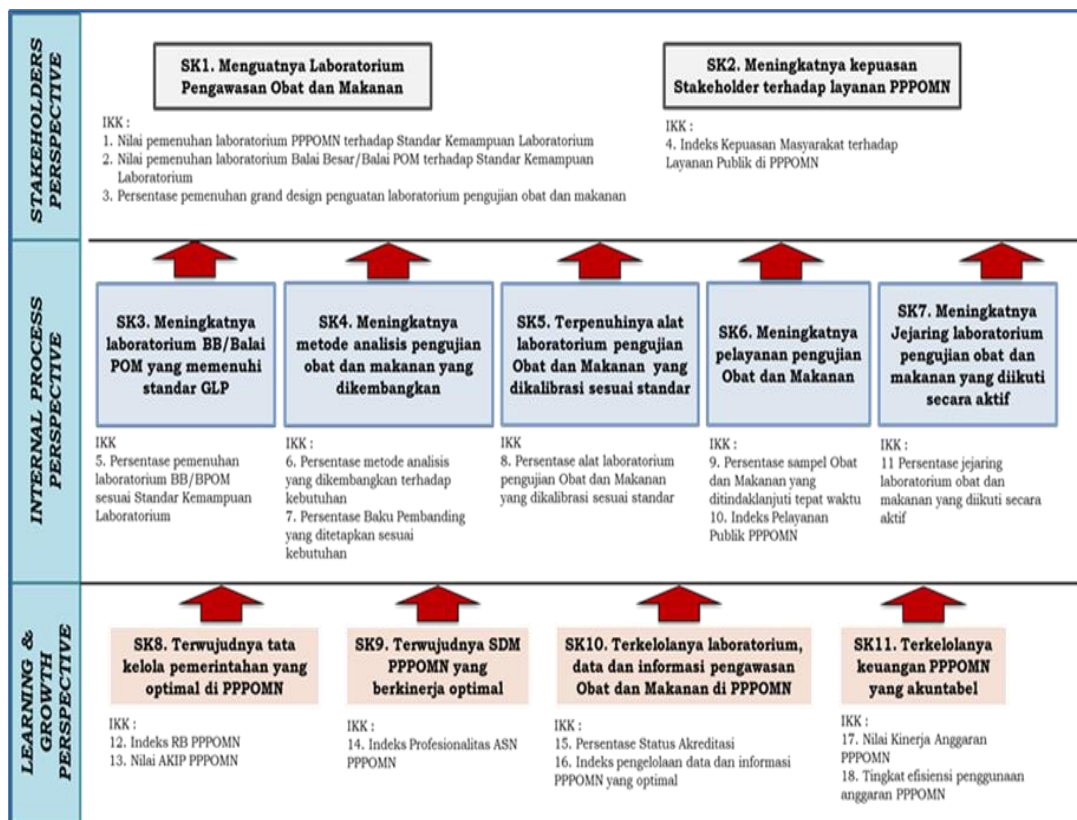 STAKEHOLDERS
PERSPECTIVE
SK1. Menguatnya Laboratorium
Pengawasan Obat dan Makanan
IKK :
1. Nilai pemenuhan laboratorium PPPOMN terhadap Standar Kemampuan Laboratorium
2. Nilai pemenuhan laboratorium Balai Besar/Balai POM terhadap Standar Kemampuan
Laboratorium
3. Persentase pemenuhan grand design penguatan laboratorium pengujian obat dan makanan
SK2. Meningkatnya kepuasan
Stakeholder terhadap layanan PPPOMN
IKK :
4. Indeks Kepuasan Masyarakat terhadap
Layanan Publik di PPPOMN
INTERNAL PROCESS
PERSPECTIVE
SK3. Meningkatnya
laboratorium BB/Balai
POM yang memenuhi
standar GLP
IKK
5. Persentase pemenuhan
laboratorium BB/BPOM
sesuai Standar Kemampuan
Laboratorium
SK4. Meningkatnya
metode analisis pengujian
obat dan makanan yang
dikembangkan
IKK :
6. Persentase metode analisis
yang dikembangkan terhadap
kebutuhan
7. Persentase Baku Pembanding
yang ditetapkan sesuai
kebutuhan
SK5. Terpenuhinya alat
laboratorium pengujian
Obat dan Makanan yang
dikalibrasi sesuai standar
IKK
8. Persentase alat laboratorium
pengujian Obat dan Makanan
yang dikalibrasi sesuai standar
SK6. Meningkatnya
pelayanan pengujian
Obat dan Makanan
IKK :
9. Persentase sampel Obat
dan Makanan yang
ditindaklanjuti tepat waktu
10. Indeks Pelayanan
Publik PPPOMN
SK7. Meningkatnya
Jejaring laboratorium
pengujian obat dan
makanan yang diikuti
secara aktif
IKK :
11 Persentase jejaring
laboratorium obat dan
makanan yang diikuti secara
aktif
LEARNING &
GROWTH
PERSPECTIVE
SK8. Terwujudnya tata
kelola pemerintahan yang
optimal di PPPOMN
IKK :
12. Indeks RB PPPOMN
13. Nilai AKIP PPPOMN
SK9. Terwujudnya SDM
PPPOMN yang
berkinerja optimal
IKK :
14. Indeks Profesionalitas ASN
PPPOMN
SK10. Terkelolanya laboratorium,
data dan informasi pengawasan
Obat dan Makanan di PPPOMN
IKK :
15. Persentase Status Akreditasi
16. Indeks pengelolaan data dan informasi
PPPOMN yang optimal
SK11. Terkelolanya
keuangan PPPOMN
yang akuntabel
IKK :
17. Nilai Kinerja Anggaran
PPPOMN
18. Tingkat efisiensi penggunaan
anggaran PPPOMN